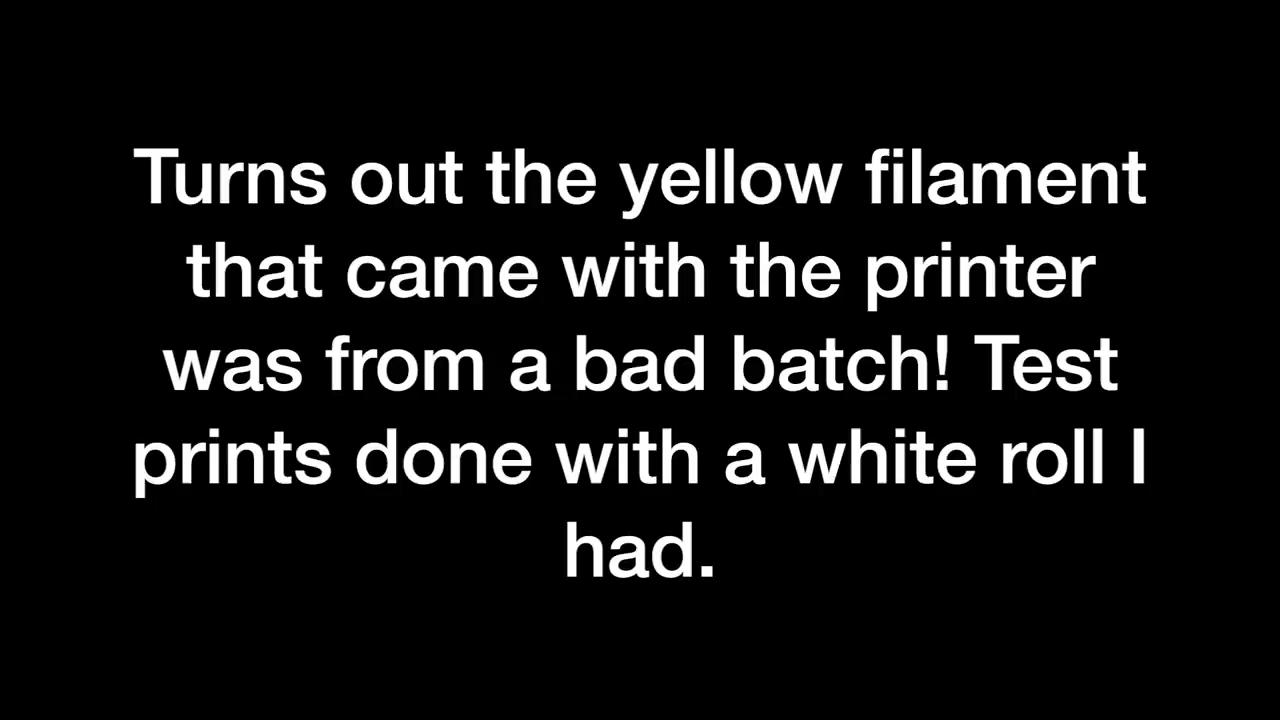 Turns out the yellow filament
that came with the printer
was from a bad batch! Test
prints done with a white roll I
had.